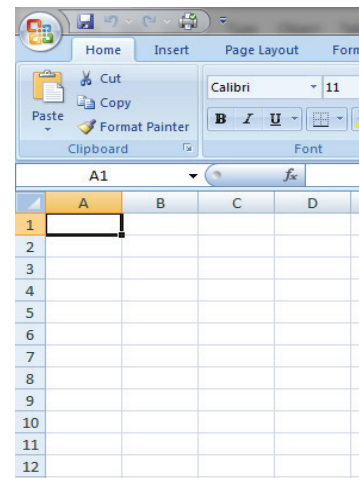 Home Insert Page Layout Form
Cut
Copy
Paste
Format Painter
Clipboard
Calibri 11
B I U
Font
A1 fx
A B C D
1
2
3
4
5
6
7
8
9
10
11
12